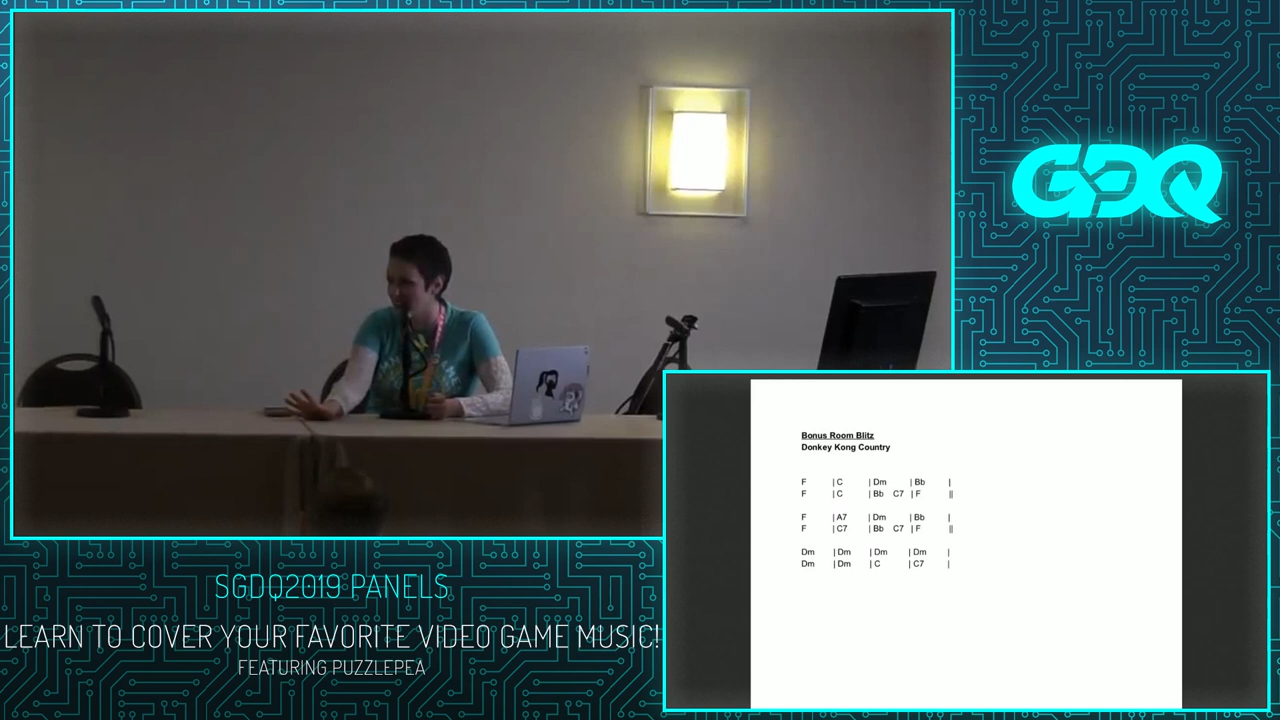 GDQ
Bonus Room Blitz
Donkey Kong Country
F | C | Dm | Bb |
F | C | Bb C7 | F ||
F | A7 | Dm | Bb |
F | C7 | Bb C7 | F ||
Dm | Dm | Dm | Dm |
Dm | Dm | C | C7 |
SGDQ2019 PANELS
LEARN TO COVER YOUR FAVORITE VIDEO GAME MUSIC!
FEATURING PUZZLEPEA